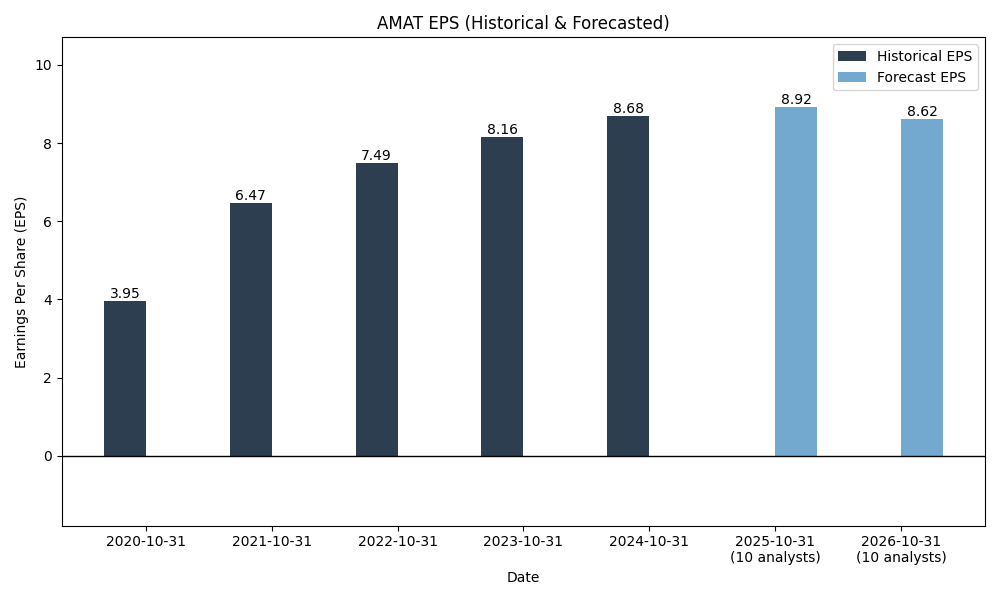 AMAT EPS (Historical & Forecasted)
Historical EPS
Forecast EPS
Earnings Per Share (EPS)
10
8
6
4
2
0
3.95
6.47
7.49
8.16
8.68
8.92
8.62
2020-10-31
2021-10-31
2022-10-31
2023-10-31
2024-10-31
2025-10-31
(10 analysts)
2026-10-31
(10 analysts)
Date